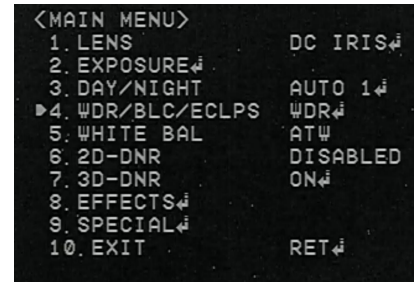 <MAIN MENU>
1. LENS DC IRIS↲
2. EXPOSURE↲
3. DAY/NIGHT AUTO 1↲
▶4. WDR/BLC/ECLPS WDR↲
5. WHITE BAL ATW
6. 2D-DNR DISABLED
7. 3D-DNR ON↲
8. EFFECTS↲
9. SPECIAL↲
10. EXIT RET↲